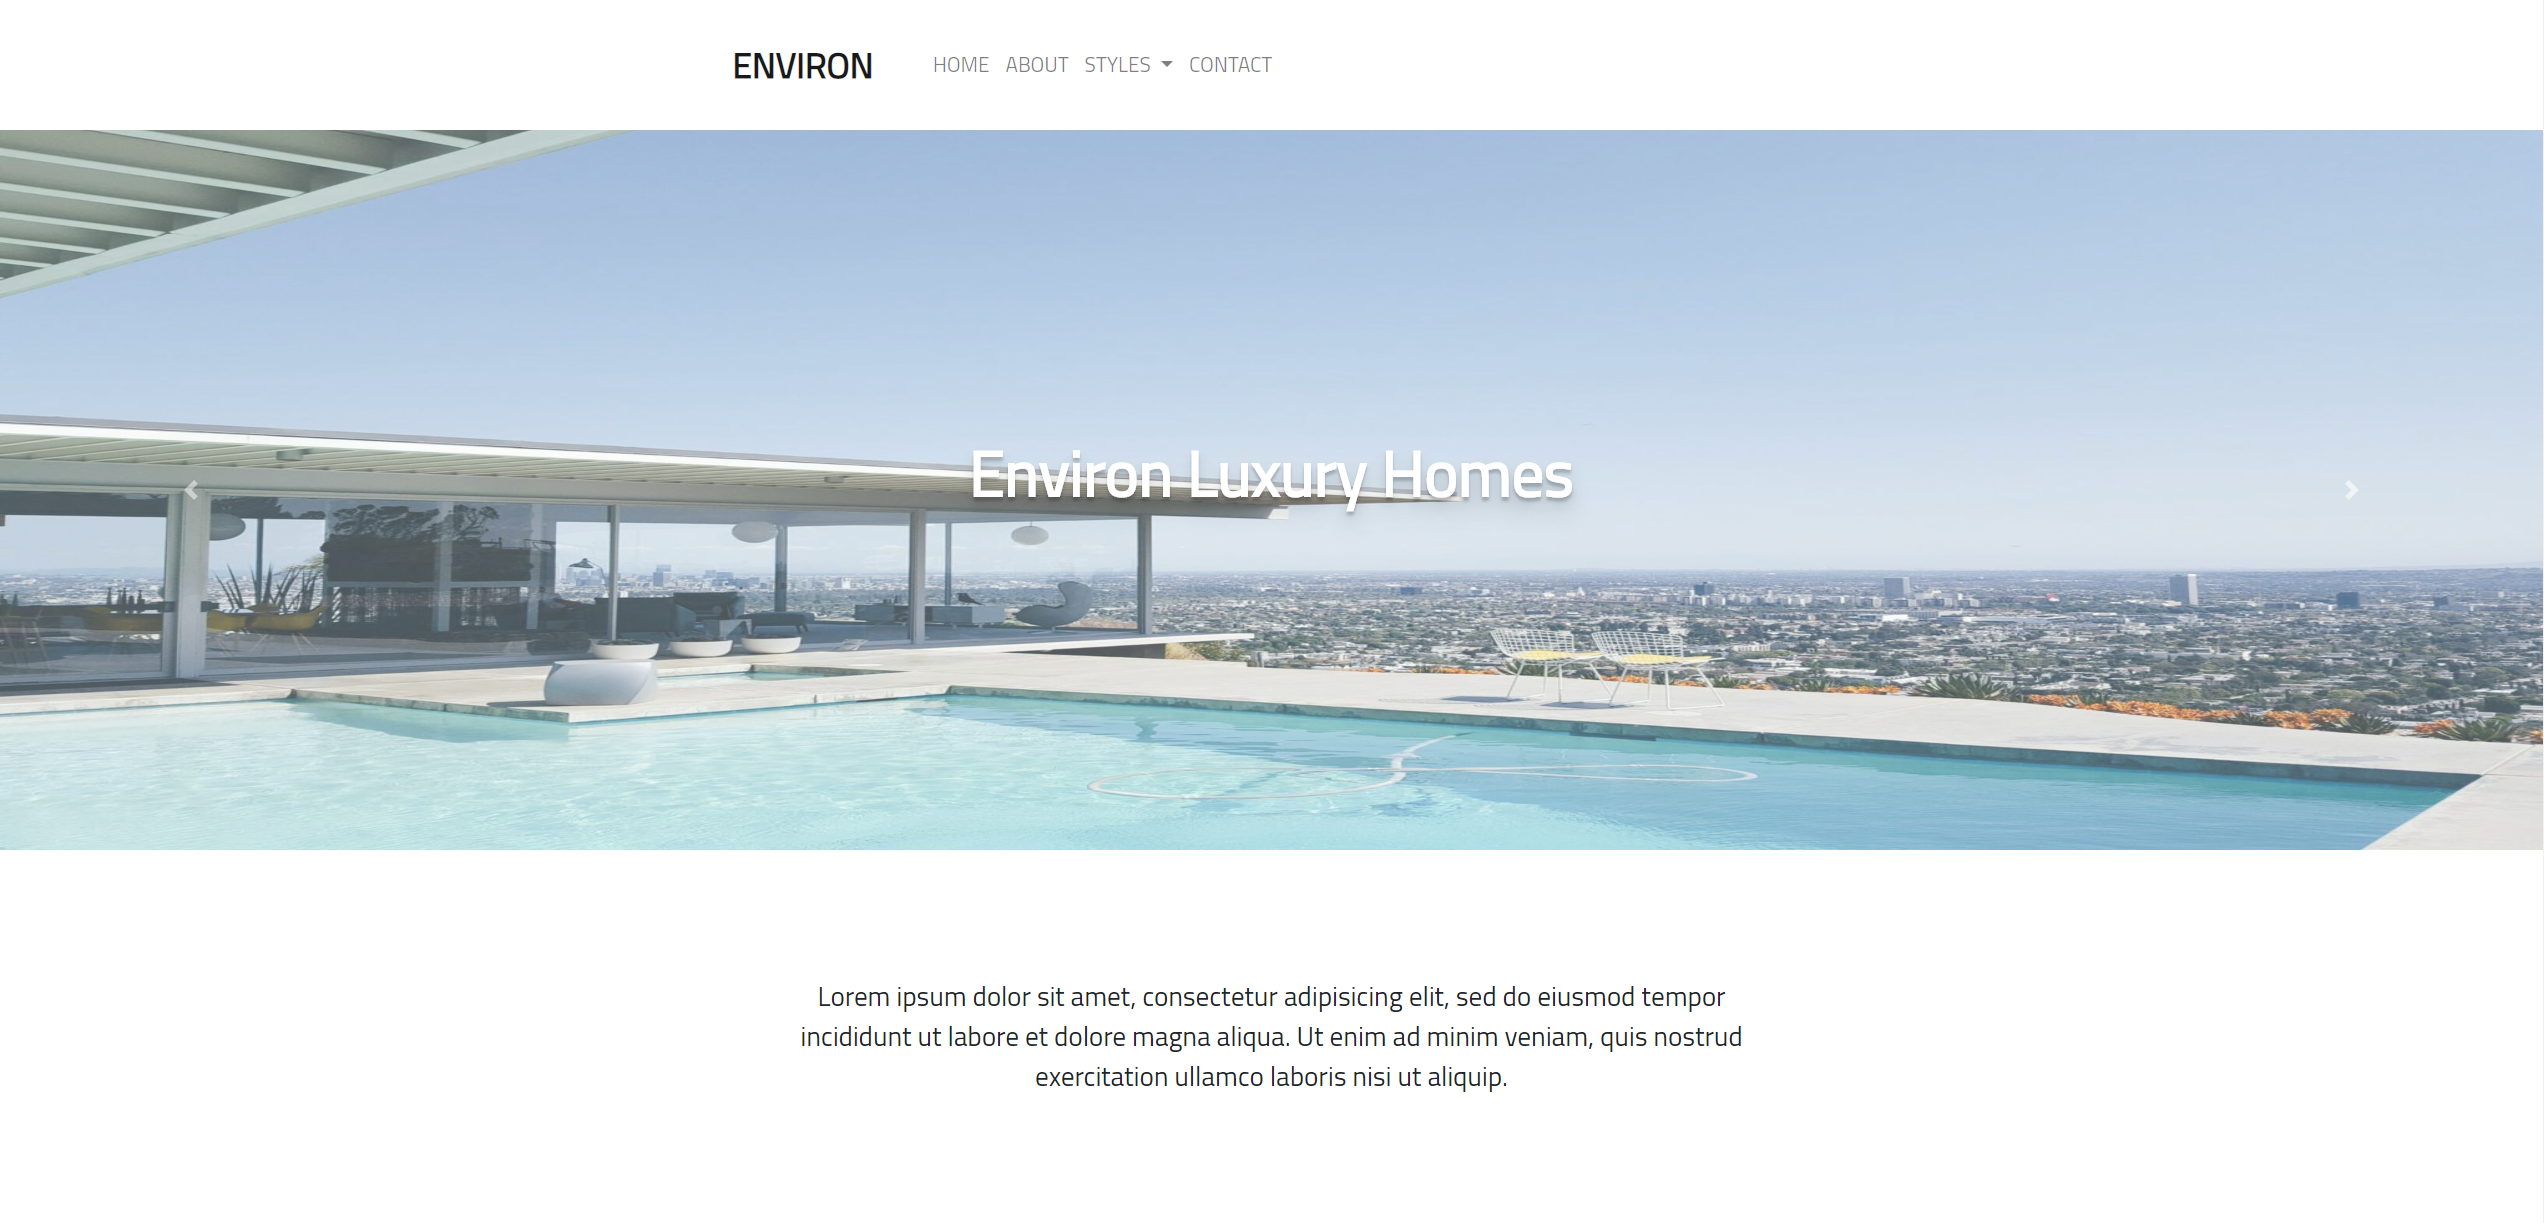 ENVIRON
HOME ABOUT STYLES CONTACT
Environ Luxury Homes
Lorem ipsum dolor sit amet, consectetur adipisicing elit, sed do eiusmod tempor
incididunt ut labore et dolore magna aliqua. Ut enim ad minim veniam, quis nostrud
exercitation ullamco laboris nisi ut aliquip.